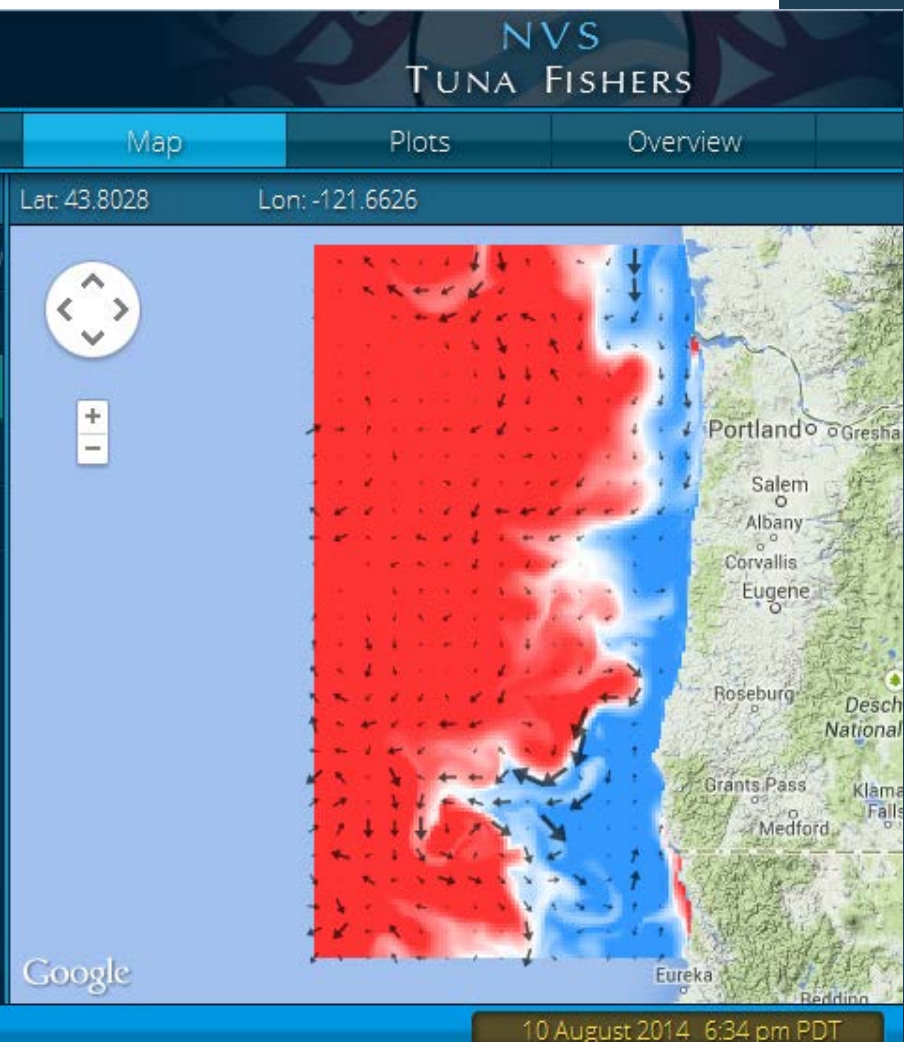 NVS
TUNA FISHERS
Map Plots Overview
Lat: 43.8028 Lon: -121.6626
+
−
Portland Gresha
Salem
Albany
Corvallis
Eugene
Roseburg
Desch
National
Grants Pass
Klama
Falls
Medford
Google
Eureka
Redding
10 August 2014 6:34 pm PDT